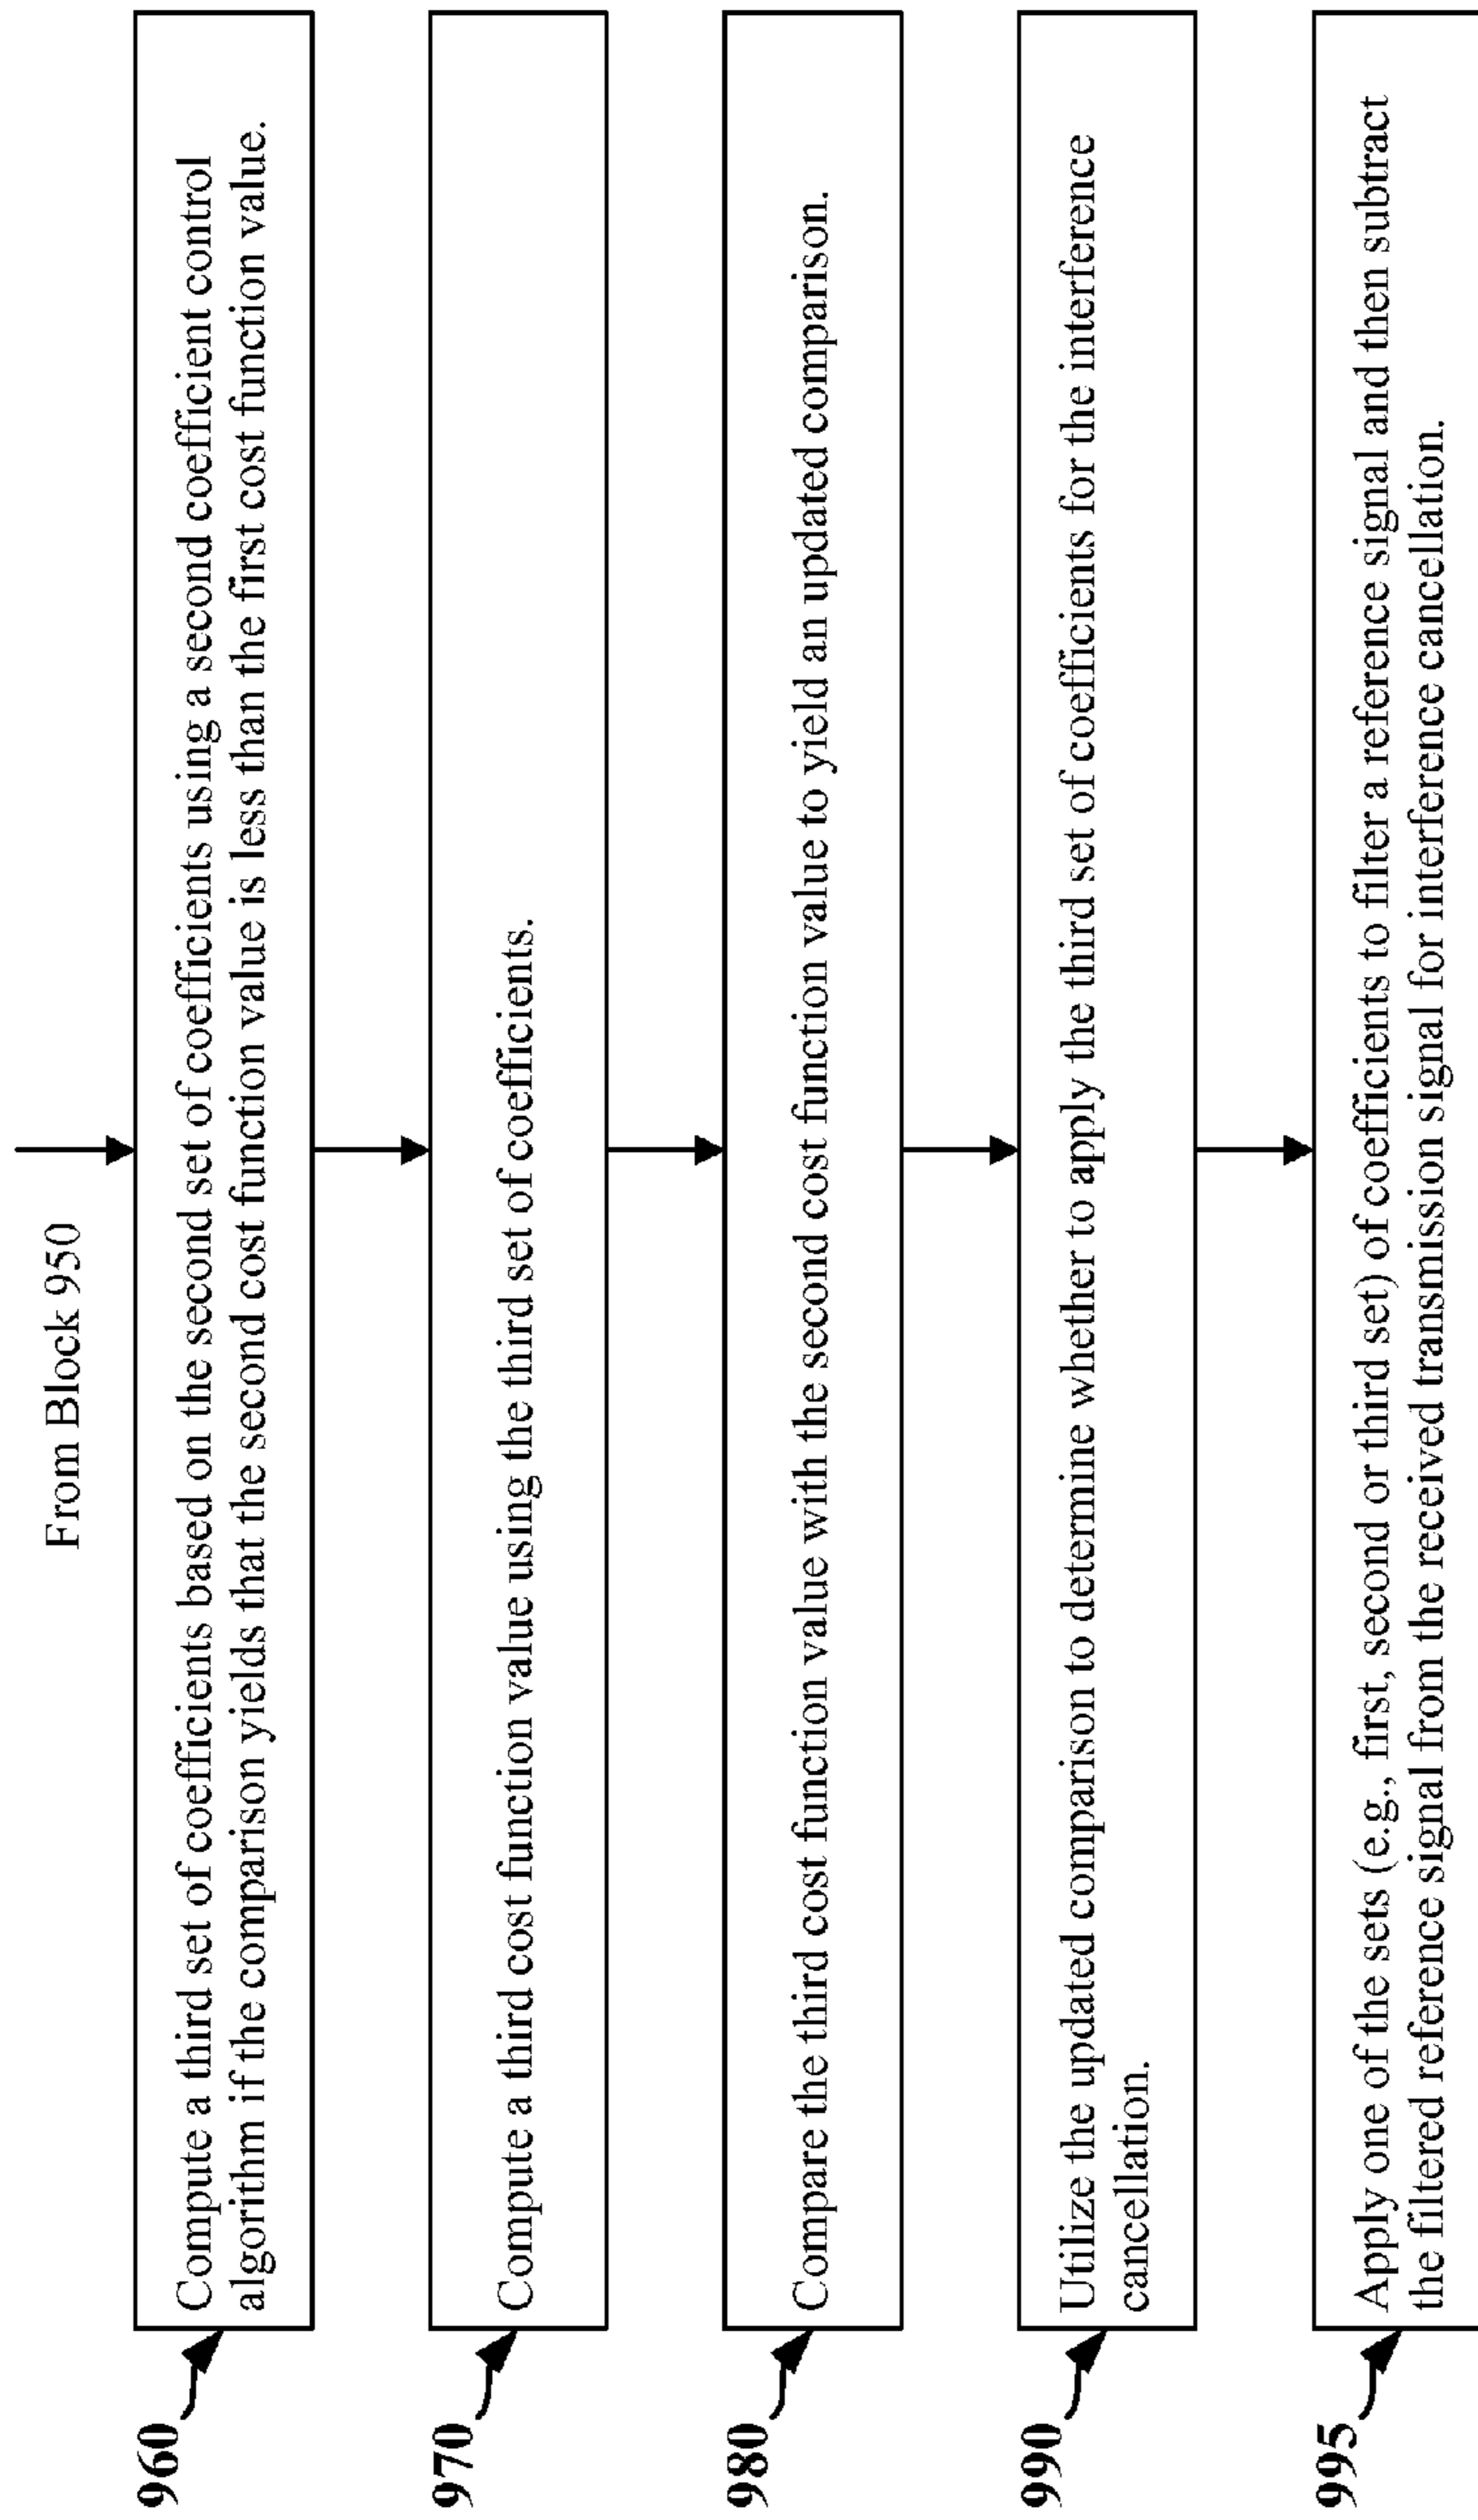 From Block 950
960
Compute a third set of coefficients based on the second set of coefficients using a second coefficient control
algorithm if the comparison yields that the second cost function value is less than the first cost function value.
970
Compute a third cost function value using the third set of coefficients.
980
Compare the third cost function value with the second cost function value to yield an updated comparison.
990
Utilize the updated comparison to determine whether to apply the third set of coefficients for the interference
cancellation.
995
Apply one of the sets (e.g., first, second or third set) of coefficients to filter a reference signal and then subtract
the filtered reference signal from the received transmission signal for interference cancellation.